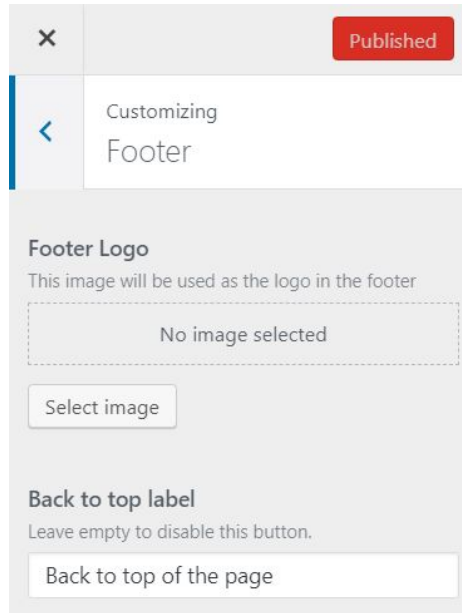 Published
Customizing
Footer
Footer Logo
This image will be used as the logo in the footer
No image selected
Select image
Back to top label
Leave empty to disable this button.
Back to top of the page